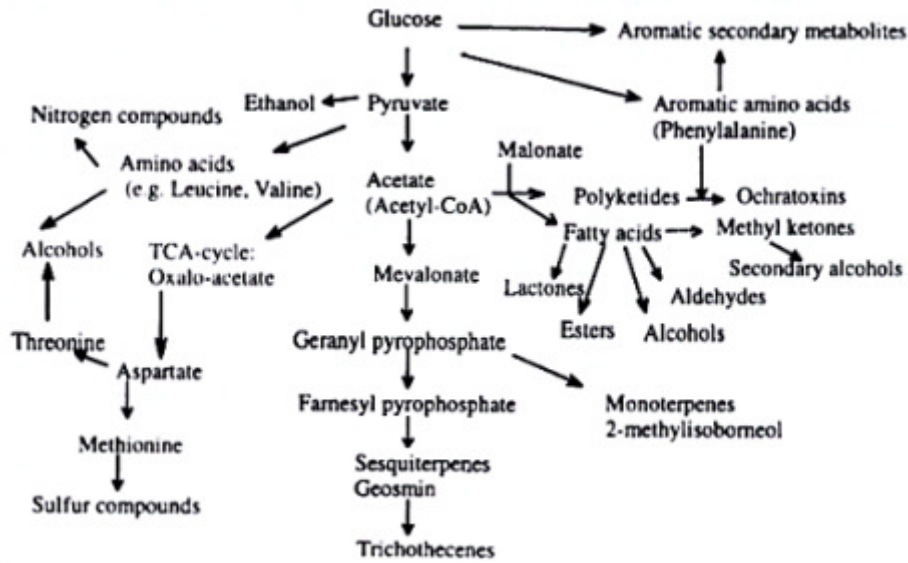 Glucose
Aromatic secondary metabolites
Ethanol
Pyruvate
Aromatic amino acids
(Phenylalanine)
Nitrogen compounds
Malonate
Amino acids
(e.g. Leucine, Valine)
Acetate
(Acetyl-CoA)
Polyketides
Ochratoxins
Fatty acids
Methyl ketones
Alcohols
TCA-cycle:
Oxalo-acetate
Secondary alcohols
Mevalonate
Lactones
Aldehydes
Esters
Alcohols
Threonine
Aspartate
Geranyl pyrophosphate
Farnesyl pyrophosphate
Monoterpenes
2-methylisoborneol
Methionine
Sesquiterpenes
Geosmin
Sulfur compounds
Trichothecenes